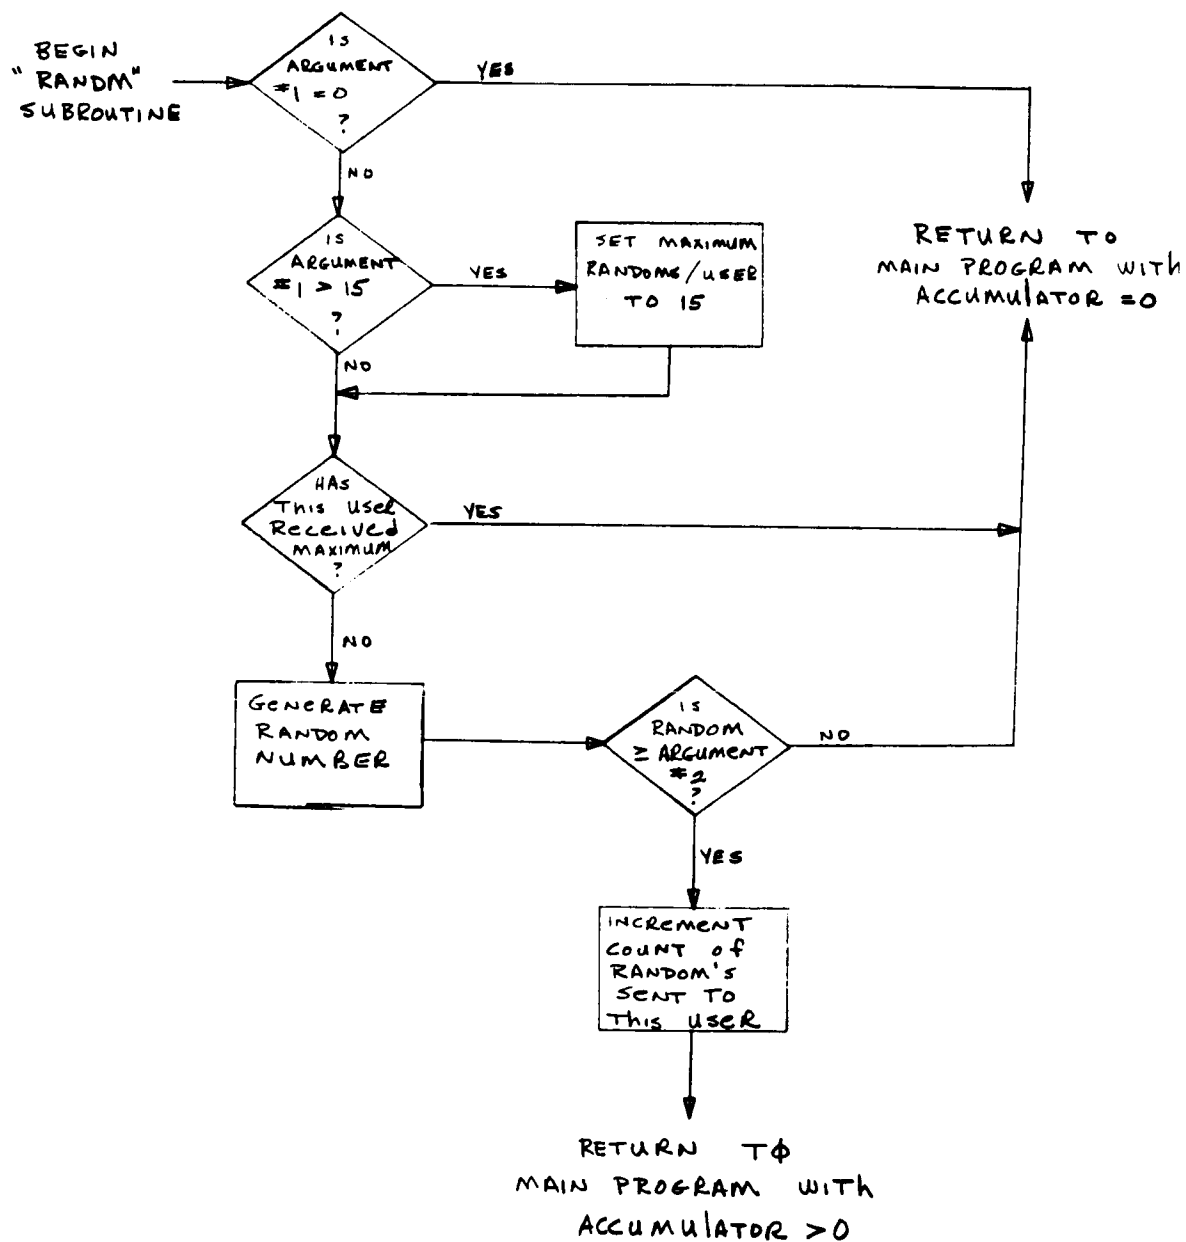 BEGIN
"RANDM"
SUBROUTINE
IS
ARGUMENT
#1 = 0
?
YES
NO
IS
ARGUMENT
#1 > 15
?
YES
NO
SET MAXIMUM
RANDOMS/USER
TO 15
RETURN TO
MAIN PROGRAM WITH
ACCUMULATOR = 0
HAS
This User
Received
MAXIMUM
?
YES
NO
GENERATE
RANDOM
NUMBER
IS
RANDOM
≥ ARGUMENT
#2
?
NO
YES
INCREMENT
COUNT of
RANDOM'S
SENT TO
This USER
RETURN TO
MAIN PROGRAM WITH
ACCUMULATOR > 0